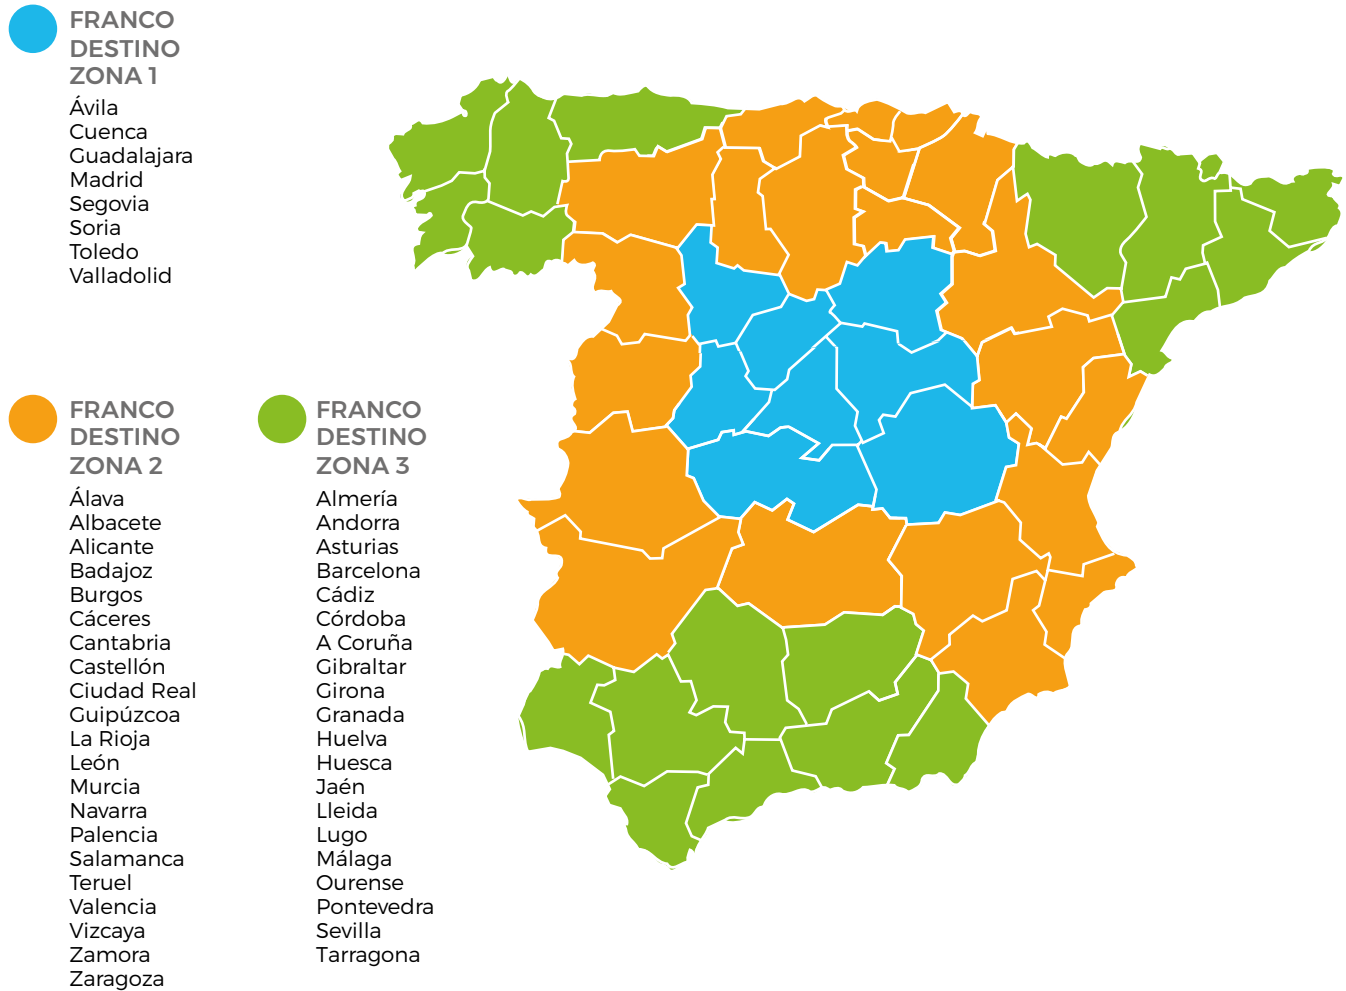 FRANCO
DESTINO
ZONA 1
Ávila
Cuenca
Guadalajara
Madrid
Segovia
Soria
Toledo
Valladolid
FRANCO
DESTINO
ZONA 2
Álava
Albacete
Alicante
Badajoz
Burgos
Cáceres
Cantabria
Castellón
Ciudad Real
Guipúzcoa
La Rioja
León
Murcia
Navarra
Palencia
Salamanca
Teruel
Valencia
Vizcaya
Zamora
Zaragoza
FRANCO
DESTINO
ZONA 3
Almería
Andorra
Asturias
Barcelona
Cádiz
Córdoba
A Coruña
Gibraltar
Girona
Granada
Huelva
Huesca
Jaén
Lleida
Lugo
Málaga
Ourense
Pontevedra
Sevilla
Tarragona